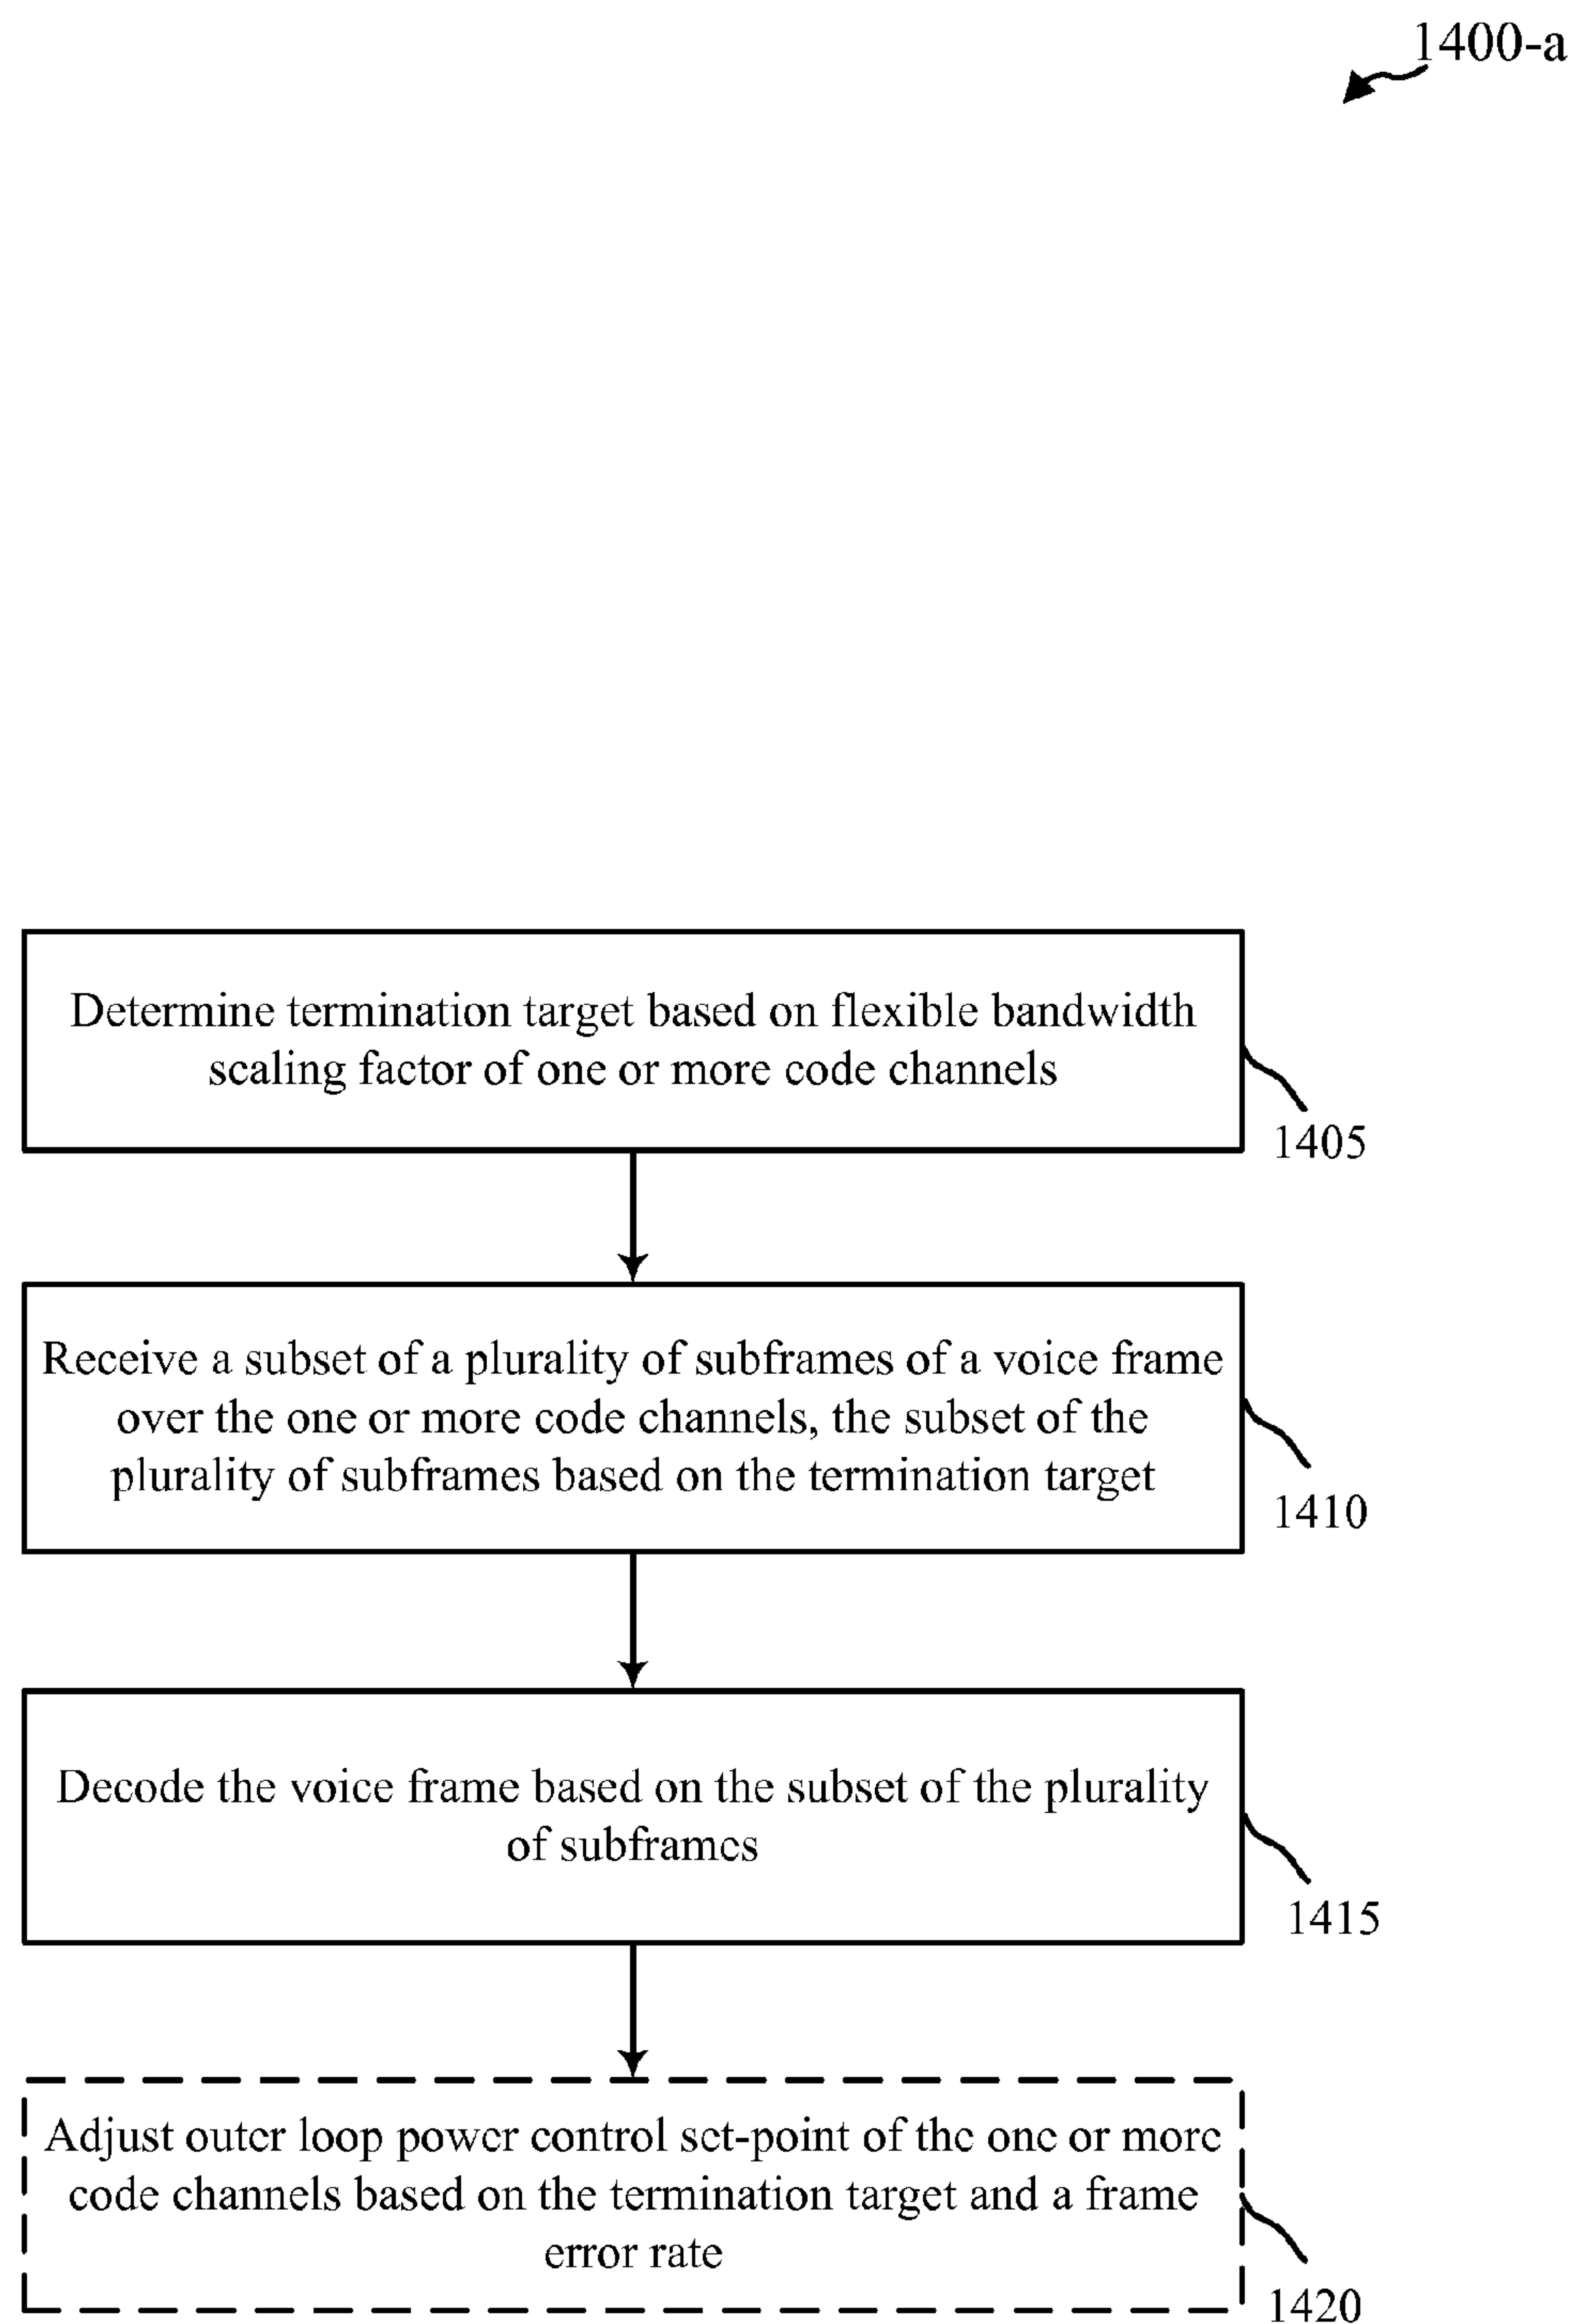 1400-a
Determine termination target based on flexible bandwidth
scaling factor of one or more code channels
1405
Receive a subset of a plurality of subframes of a voice frame
over the one or more code channels, the subset of the
plurality of subframes based on the termination target
1410
Decode the voice frame based on the subset of the plurality
of subframes
1415
Adjust outer loop power control set-point of the one or more
code channels based on the termination target and a frame
error rate
1420